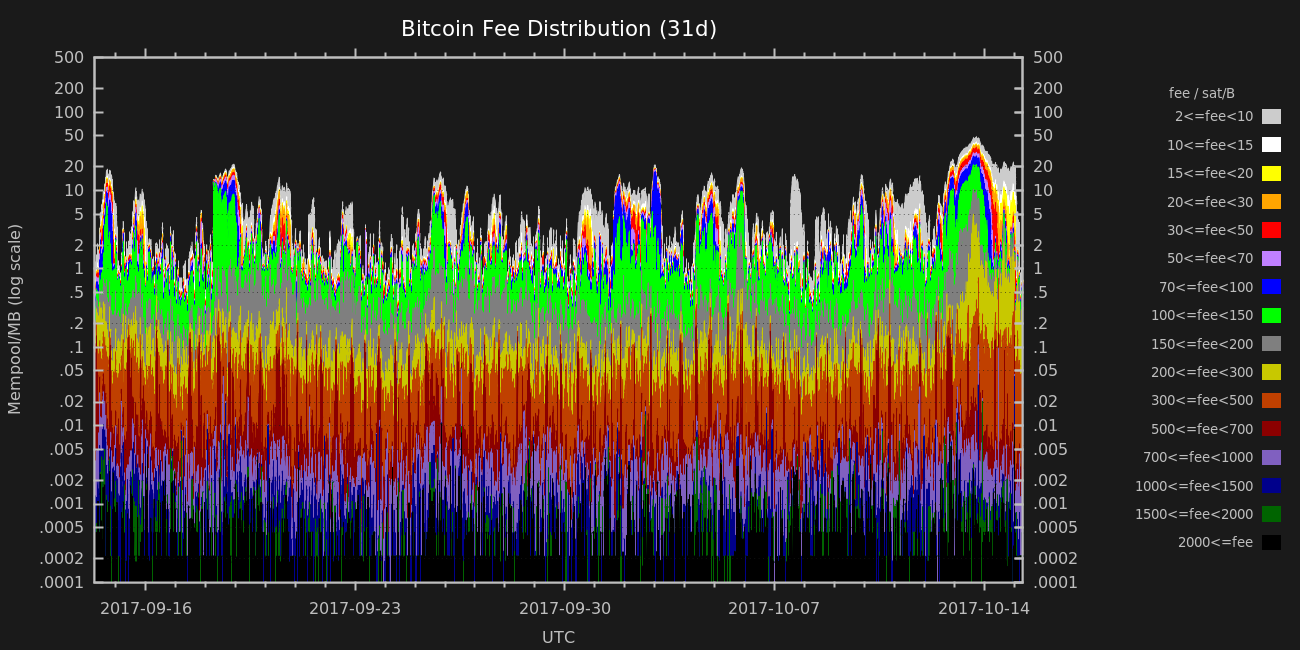 Bitcoin Fee Distribution (31d)
Mempool/MB (log scale)
500
200
100
50
20
10
5
2
1
.5
.2
.1
.05
.02
.01
.005
.002
.001
.0005
.0002
.0001
500
200
100
50
20
10
5
2
1
.5
.2
.1
.05
.02
.01
.005
.002
.001
.0005
.0002
.0001
2017-09-16 2017-09-23 2017-09-30 2017-10-07 2017-10-14
UTC
fee / sat/B
2<=fee<10
10<=fee<15
15<=fee<20
20<=fee<30
30<=fee<50
50<=fee<70
70<=fee<100
100<=fee<150
150<=fee<200
200<=fee<300
300<=fee<500
500<=fee<700
700<=fee<1000
1000<=fee<1500
1500<=fee<2000
2000<=fee